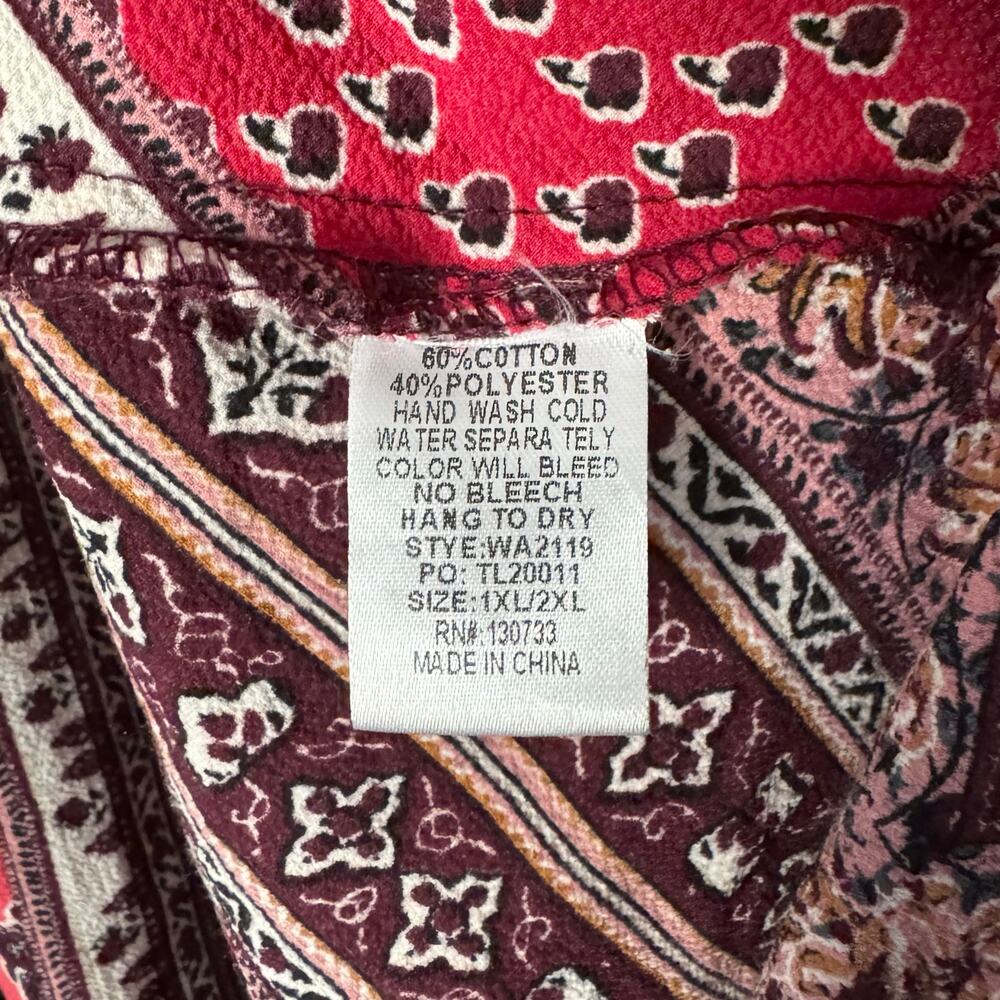 60%COTTON
40%POLYESTER
HAND WASH COLD
WATER SEPARA TELY
COLOR WILL BLEED
NO BLEECH
HANG TO DRY
STYE:WA2119
PO: TL20011
SIZE:1XL/2XL
RN#:130733
MADE IN CHINA